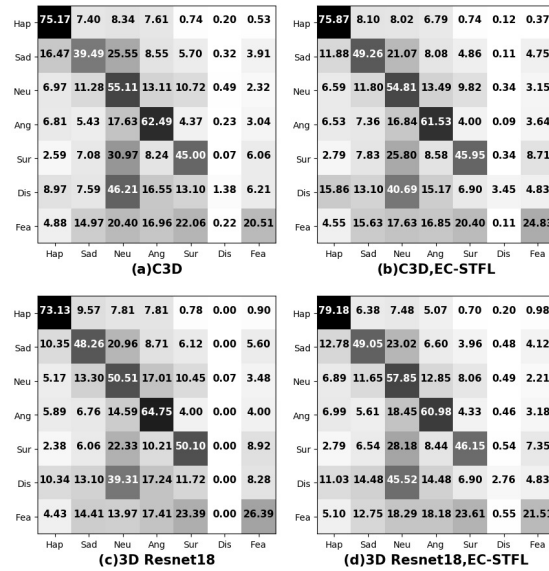 Hap 75.17 7.40 8.34 7.61 0.74 0.20 0.53
Sad 16.47 39.49 25.55 8.55 5.70 0.32 3.91
Neu 6.97 11.28 55.11 13.11 10.72 0.49 2.32
Ang 6.81 5.43 17.63 62.49 4.37 0.23 3.04
Sur 2.59 7.08 30.97 8.24 45.00 0.07 6.06
Dis 8.97 7.59 46.21 16.55 13.10 1.38 6.21
Fea 4.88 14.97 20.40 16.96 22.06 0.22 20.51
Hap Sad Neu Ang Sur Dis Fea
(a)C3D
Hap 75.87 8.10 8.02 6.79 0.74 0.12 0.37
Sad 11.88 49.26 21.07 8.08 4.86 0.11 4.75
Neu 6.59 11.80 54.81 13.49 9.82 0.34 3.15
Ang 6.53 7.36 16.84 61.53 4.00 0.09 3.64
Sur 2.79 7.83 25.80 8.58 45.95 0.34 8.71
Dis 15.86 13.10 40.69 15.17 6.90 3.45 4.83
Fea 4.55 15.63 17.63 16.85 20.40 0.11 24.83
Hap Sad Neu Ang Sur Dis Fea
(b)C3D,EC-STFL
Hap 73.13 9.57 7.81 7.81 0.78 0.00 0.90
Sad 10.35 48.26 20.96 8.71 6.12 0.00 5.60
Neu 5.17 13.30 50.51 17.01 10.45 0.07 3.48
Ang 5.89 6.76 14.59 64.75 4.00 0.00 4.00
Sur 2.38 6.06 22.33 10.21 50.10 0.00 8.92
Dis 10.34 13.10 39.31 17.24 11.72 0.00 8.28
Fea 4.43 14.41 13.97 17.41 23.39 0.00 26.39
Hap Sad Neu Ang Sur Dis Fea
(c)3D Resnet18
Hap 79.18 6.38 7.48 5.07 0.70 0.20 0.98
Sad 12.78 49.05 23.02 6.60 3.96 0.48 4.12
Neu 6.89 11.65 57.85 12.85 8.06 0.49 2.21
Ang 6.99 5.61 18.45 60.98 4.33 0.46 3.18
Sur 2.79 6.54 28.18 8.44 46.15 0.54 7.35
Dis 11.03 14.48 45.52 14.48 6.90 2.76 4.83
Fea 5.10 12.75 18.29 18.18 23.61 0.55 21.51
Hap Sad Neu Ang Sur Dis Fea
(d)3D Resnet18,EC-STFL